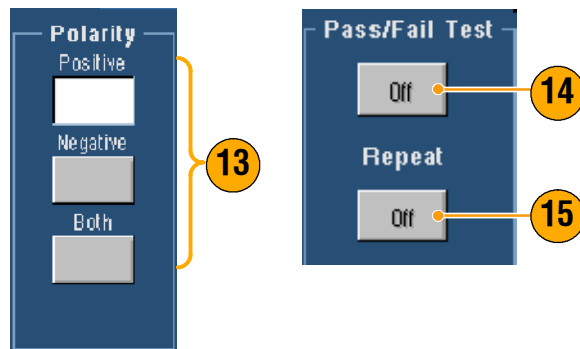 Polarity
Positive
Negative
Both
13
Pass/Fail Test
Off
14
Repeat
Off
15